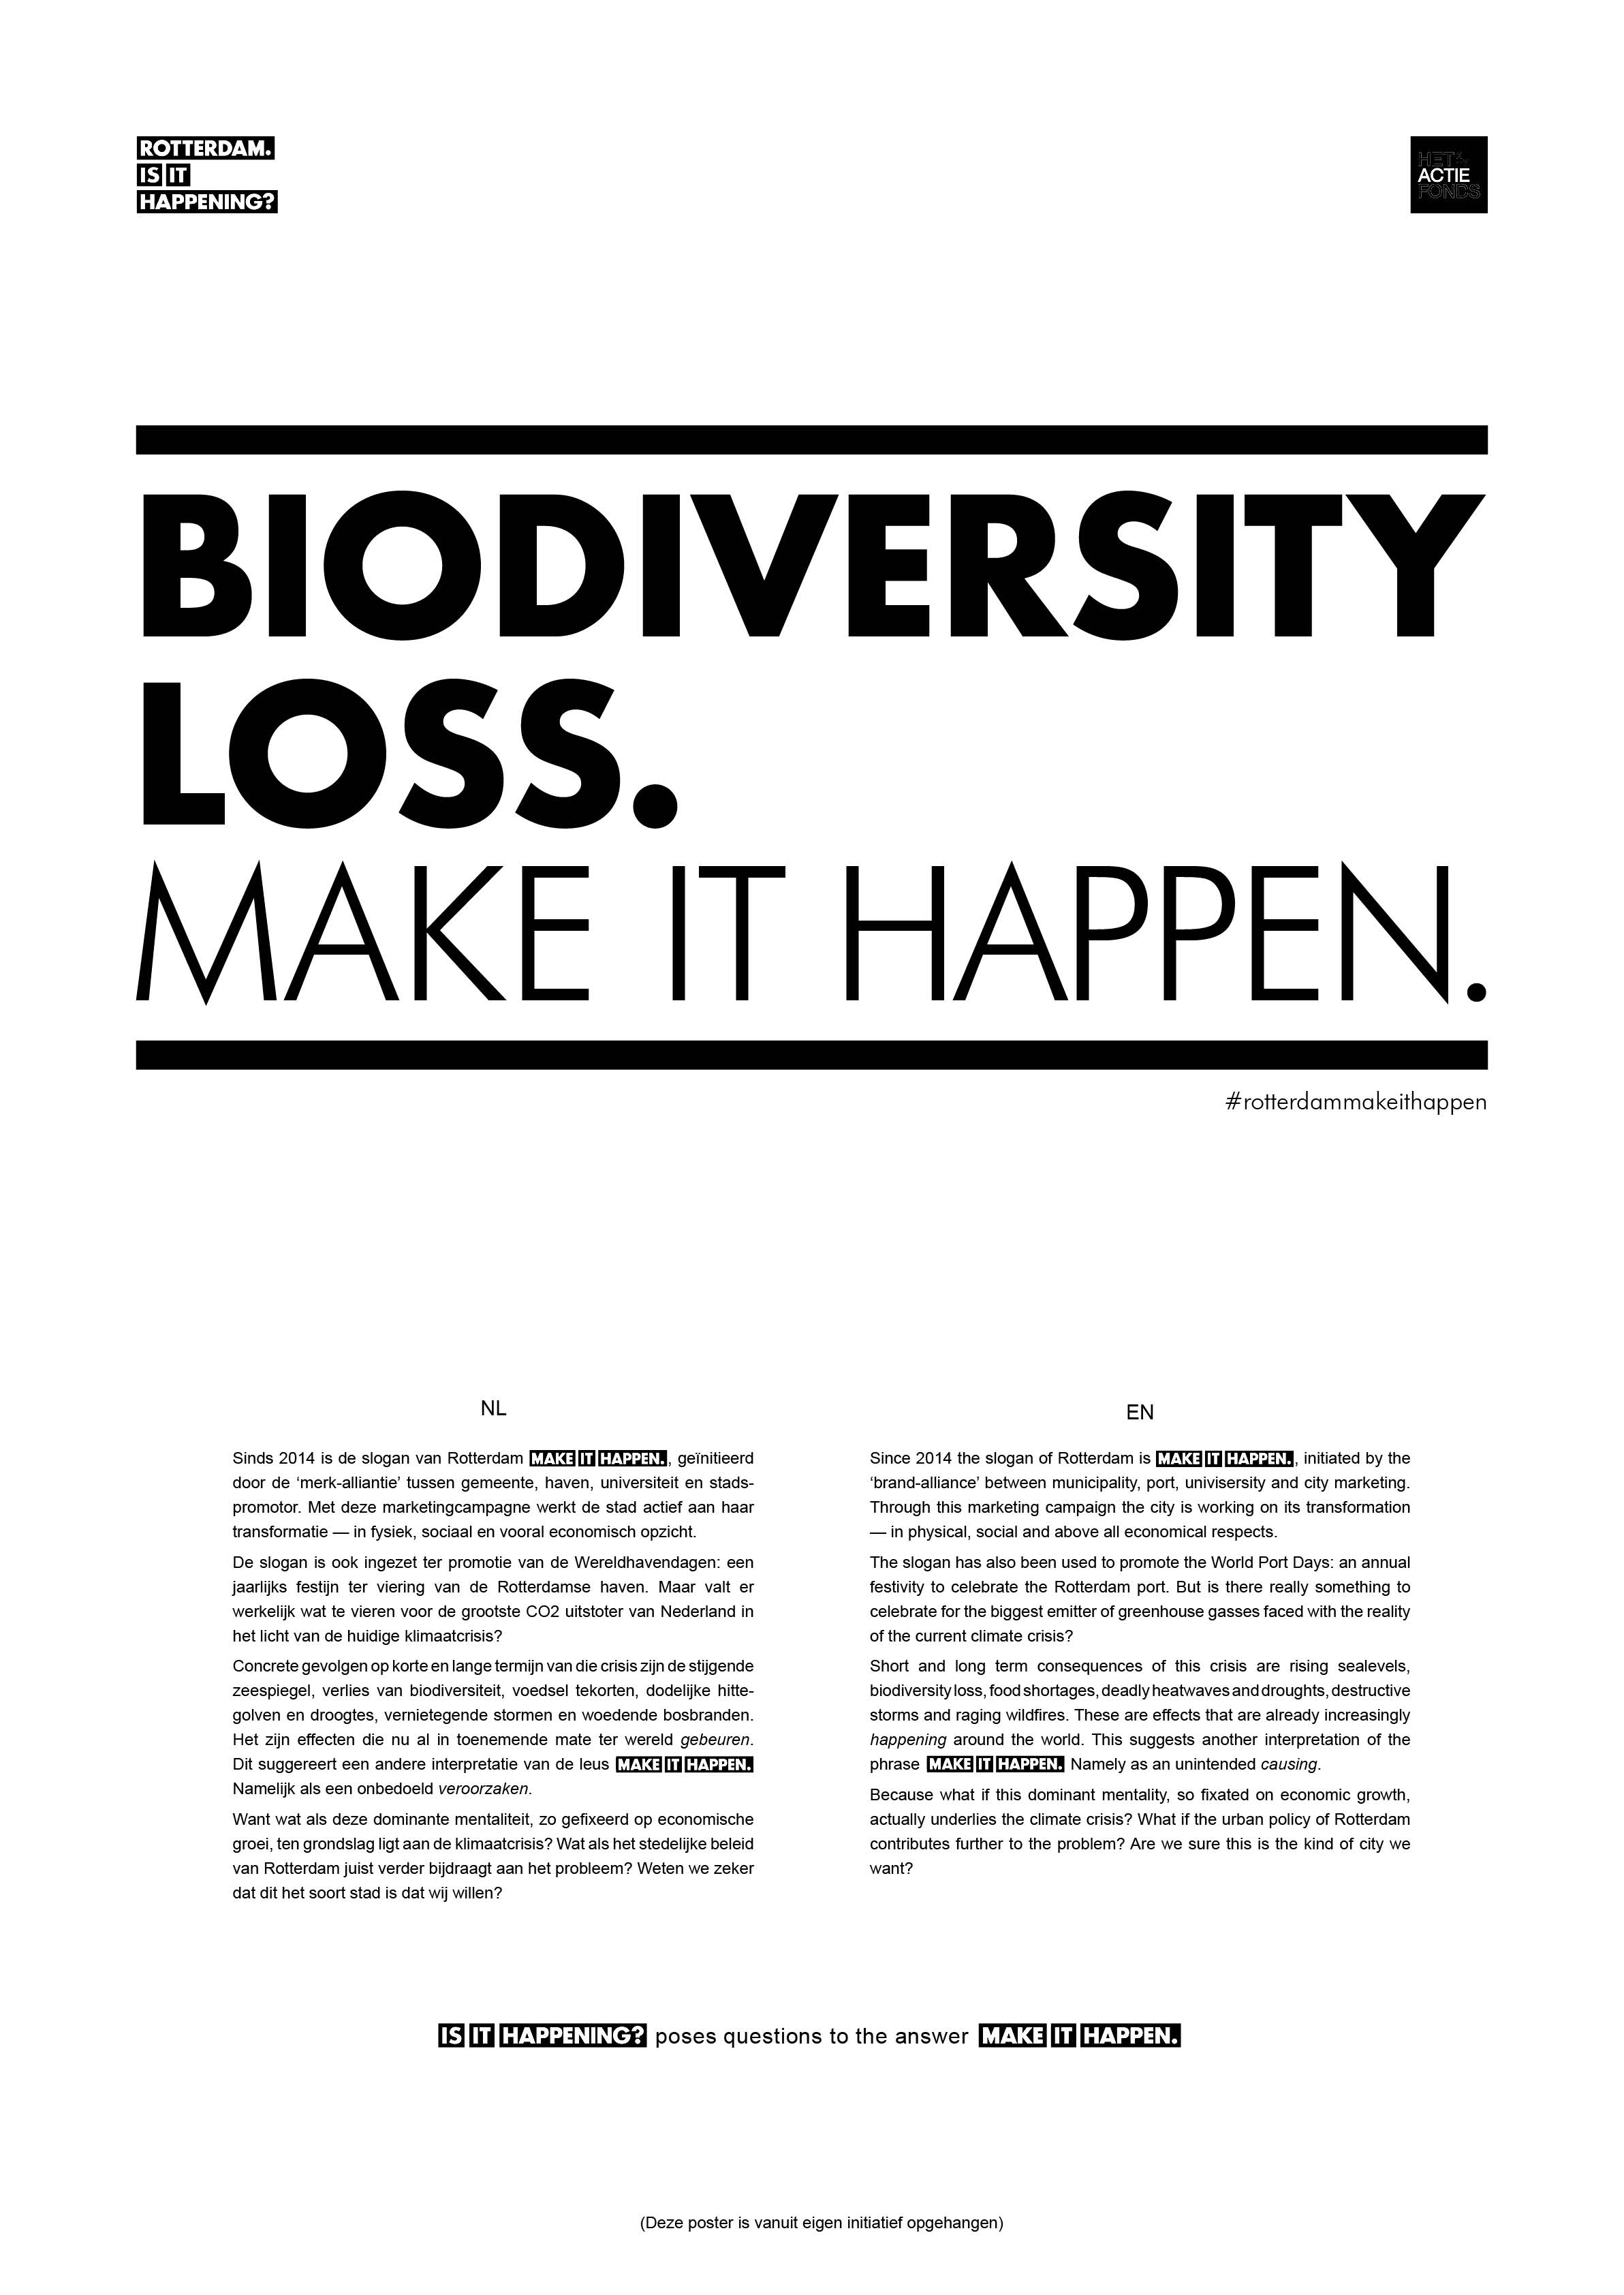 ROTTERDAM.
IS IT
HAPPENING?
HET
ACTIE
FONDS
BIODIVERSITY
LOSS.
MAKE IT HAPPEN.
#rotterdammakeithappen
NL
Sinds 2014 is de slogan van Rotterdam MAKE IT HAPPEN., geïnitieerd
door de ‘merk-alliantie’ tussen gemeente, haven, universiteit en stads-
promotor. Met deze marketingcampagne werkt de stad actief aan haar
transformatie — in fysiek, sociaal en vooral economisch opzicht.
De slogan is ook ingezet ter promotie van de Wereldhavendagen: een
jaarlijks festijn ter viering van de Rotterdamse haven. Maar valt er
werkelijk wat te vieren voor de grootste CO2 uitstoter van Nederland in
het licht van de huidige klimaatcrisis?
Concrete gevolgen op korte en lange termijn van die crisis zijn de stijgende
zeespiegel, verlies van biodiversiteit, voedsel tekorten, dodelijke hitte-
golven en droogtes, vernietegende stormen en woedende bosbranden.
Het zijn effecten die nu al in toenemende mate ter wereld gebeuren.
Dit suggereert een andere interpretatie van de leus MAKE IT HAPPEN.
Namelijk als een onbedoeld veroorzaken.
Want wat als deze dominante mentaliteit, zo gefixeerd op economische
groei, ten grondslag ligt aan de klimaatcrisis? Wat als het stedelijke beleid
van Rotterdam juist verder bijdraagt aan het probleem? Weten we zeker
dat dit het soort stad is dat wij willen?
EN
Since 2014 the slogan of Rotterdam is MAKE IT HAPPEN., initiated by the
‘brand-alliance’ between municipality, port, univisersity and city marketing.
Through this marketing campaign the city is working on its transformation
— in physical, social and above all economical respects.
The slogan has also been used to promote the World Port Days: an annual
festivity to celebrate the Rotterdam port. But is there really something to
celebrate for the biggest emitter of greenhouse gasses faced with the reality
of the current climate crisis?
Short and long term consequences of this crisis are rising sealevels,
biodiversity loss, food shortages, deadly heatwaves and droughts, destructive
storms and raging wildfires. These are effects that are already increasingly
happening around the world. This suggests another interpretation of the
phrase MAKE IT HAPPEN. Namely as an unintended causing.
Because what if this dominant mentality, so fixated on economic growth,
actually underlies the climate crisis? What if the urban policy of Rotterdam
contributes further to the problem? Are we sure this is the kind of city we
want?
IS IT HAPPENING? poses questions to the answer MAKE IT HAPPEN.
(Deze poster is vanuit eigen initiatief opgehangen)